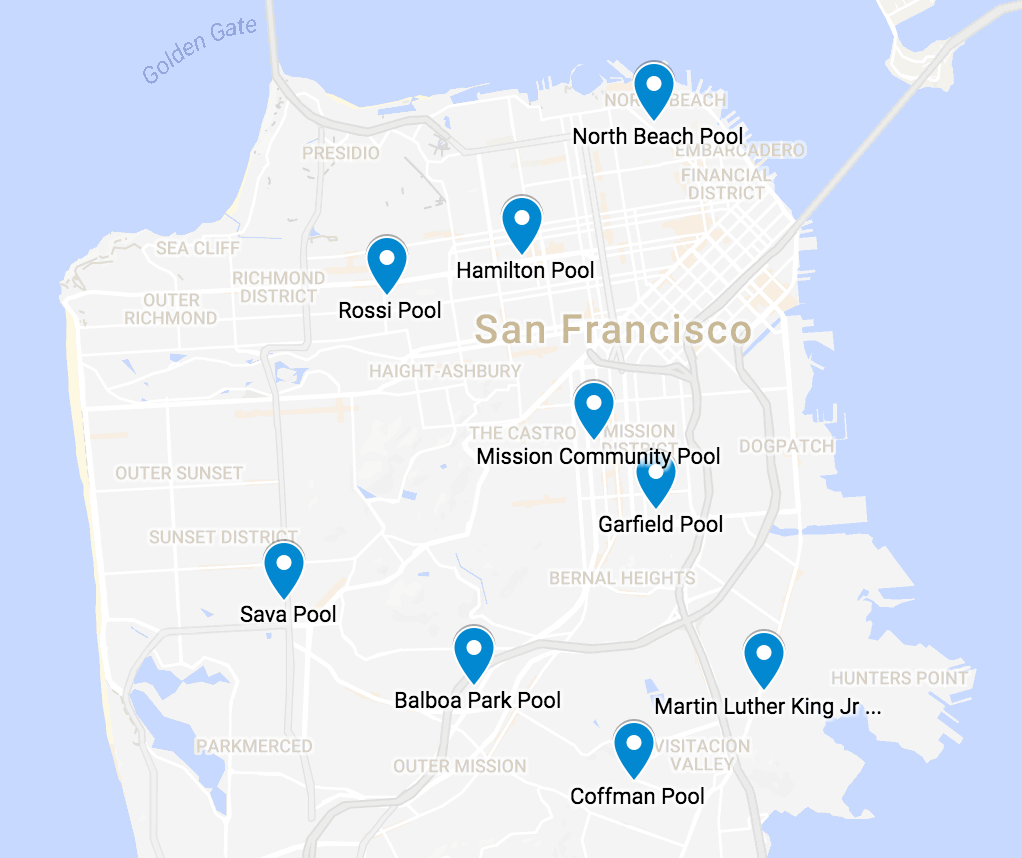 Golden Gate
NORTH BEACH
North Beach Pool
EMBARCADERO
PRESIDIO
FINANCIAL
DISTRICT
SEA CLIFF
Hamilton Pool
RICHMOND
DISTRICT
OUTER
RICHMOND
Rossi Pool
San Francisco
HAIGHT-ASHBURY
THE CASTRO
MISSION
DISTRICT
DOGPATCH
Mission Community Pool
OUTER SUNSET
Garfield Pool
SUNSET DISTRICT
BERNAL HEIGHTS
Sava Pool
HUNTERS POINT
Balboa Park Pool
Martin Luther King Jr ...
PARKMERCED
VISITACION
VALLEY
OUTER MISSION
Coffman Pool